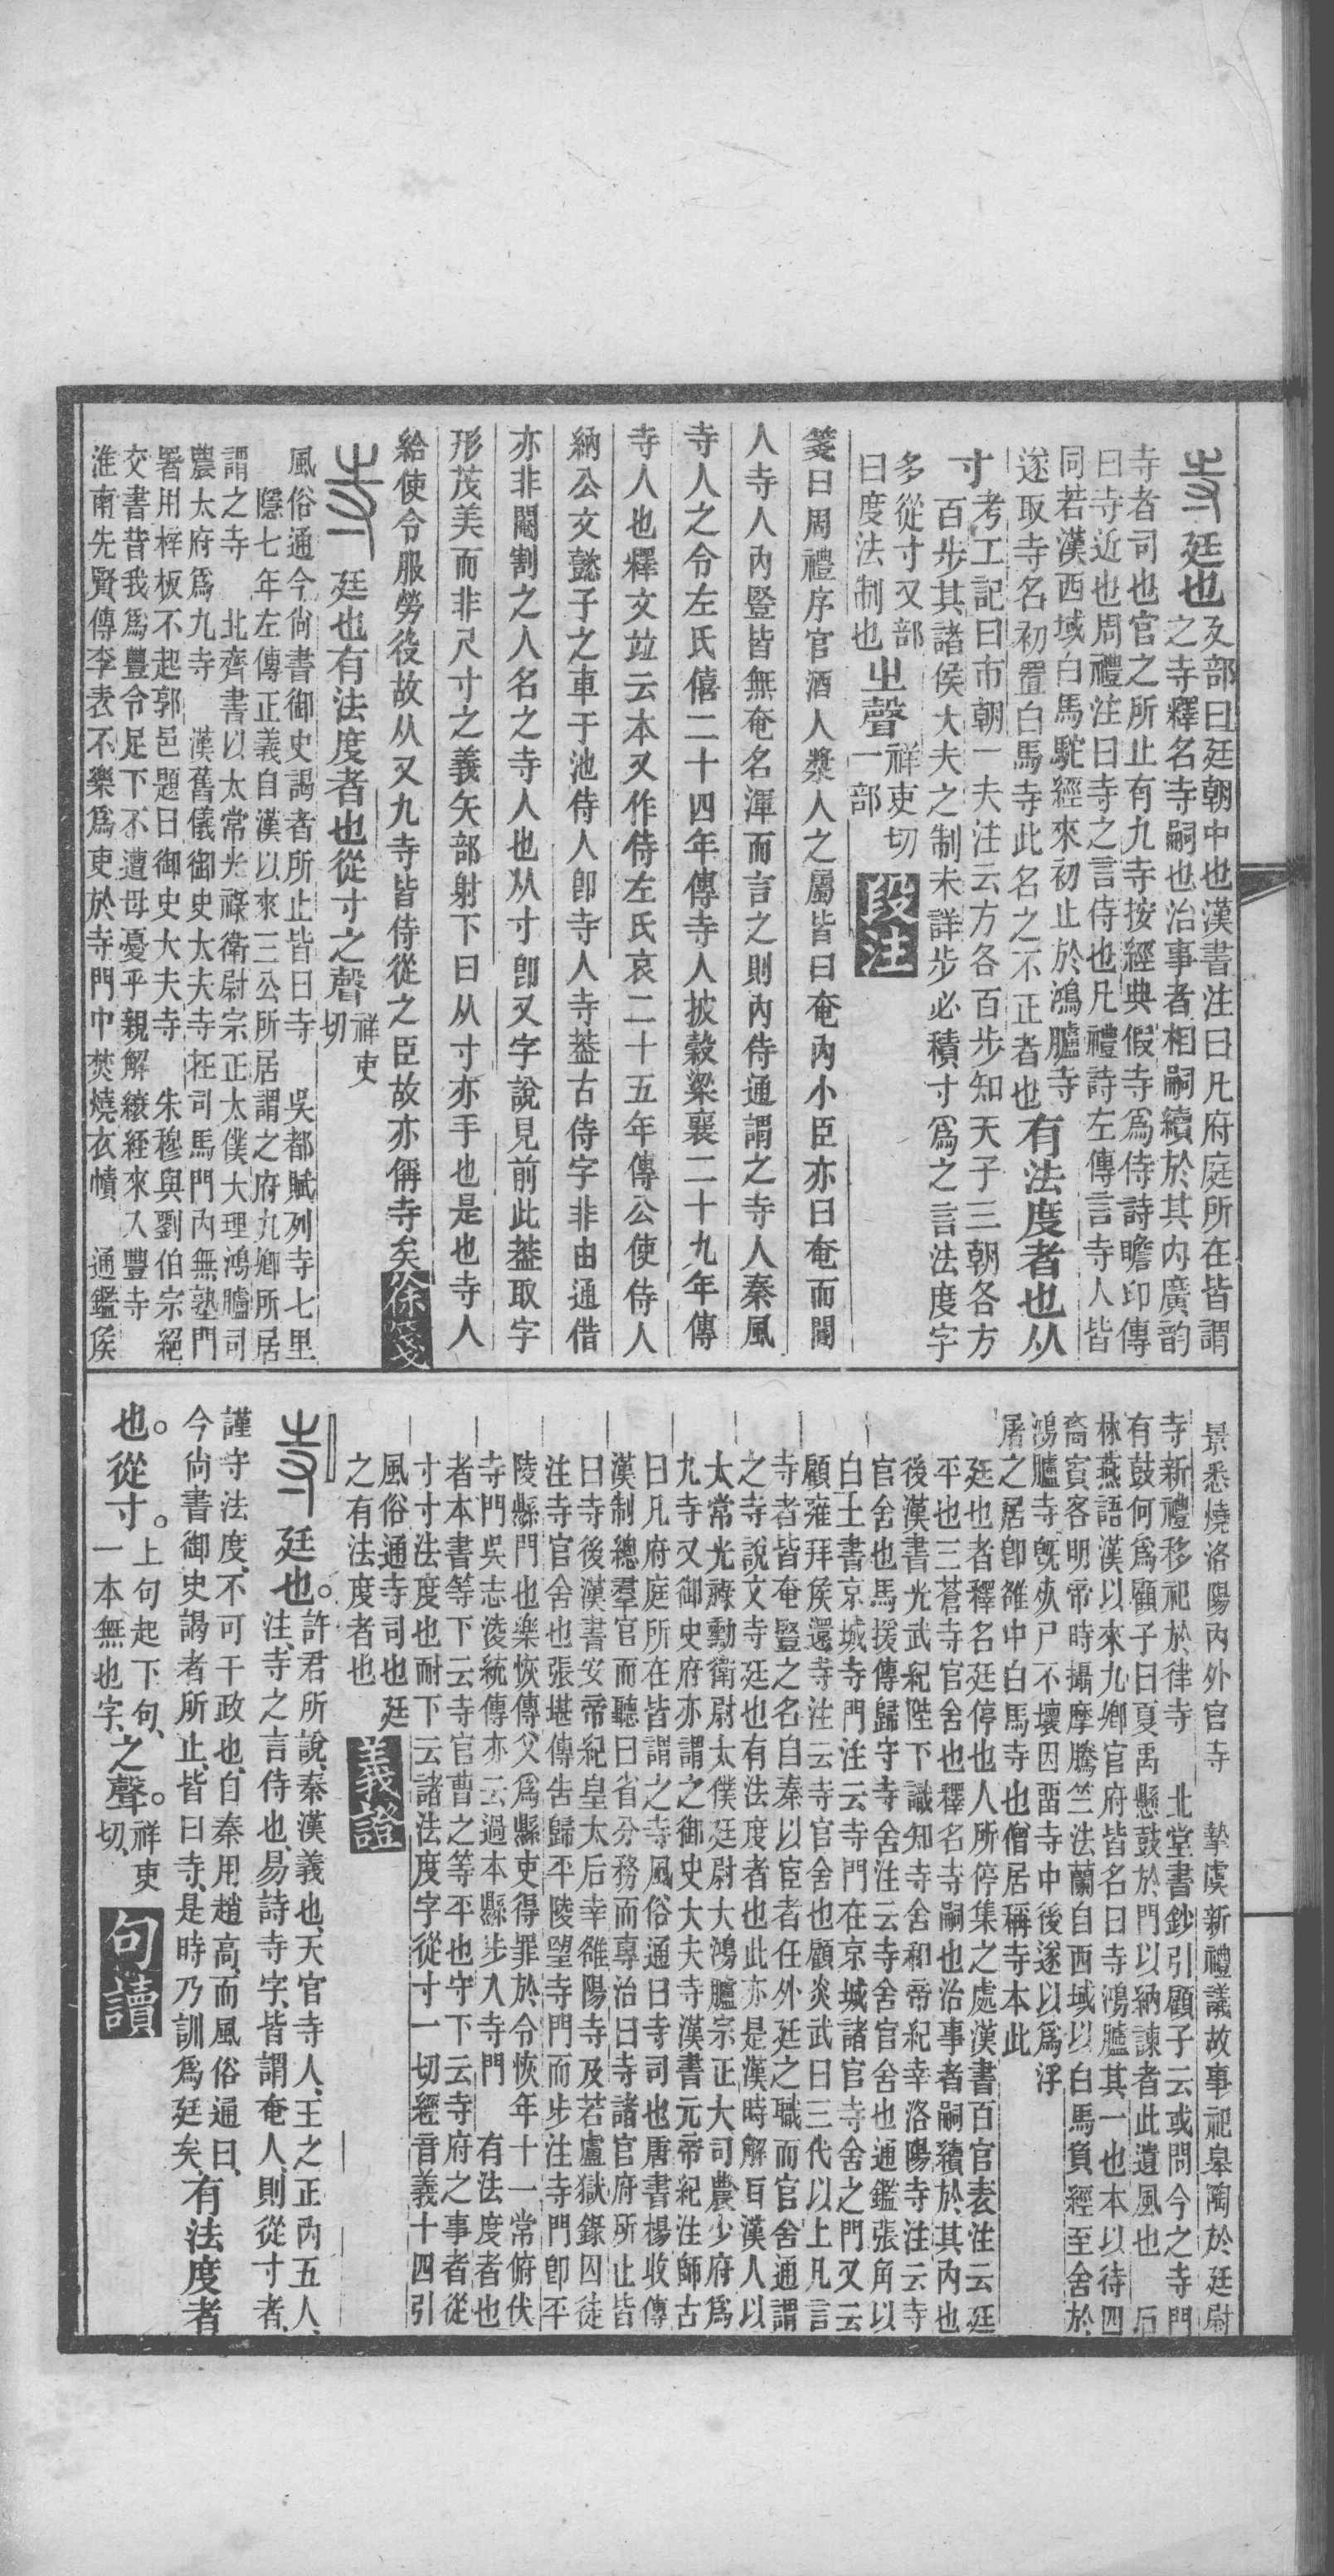 廷也
廴部曰廷朝中也漢書注曰凡府庭所在皆謂
之寺釋名寺嗣也治事者相嗣續於其內廣韵
寺者司也官之所止有九寺按經典假寺爲侍詩瞻卬傳
曰寺近也周禮注曰寺之言侍也凡禮詩左傳言寺人皆
同若漢西域白馬駝經來初止於鴻臚寺
遂取寺名初置白馬寺此名之不正者也
有法度者也从
寸
考工記曰市朝一夫注云方各百步知天子三朝各方
百步其諸侯大夫之制未詳步必積寸爲之言法度字
多從寸又部
曰度法制也
㞢聲
祥吏切
一部
段注
箋曰周禮序官酒人漿人之屬皆曰奄內小臣亦曰奄而閽
人寺人內豎皆無奄名渾而言之則內侍通謂之寺人秦風
寺人之令左氏僖二十四年傳寺人披穀梁襄二十九年傳
寺人也釋文竝云本又作侍左氏哀二十五年傳公使侍人
納公文懿子之車于池侍人卽寺人寺葢古侍字非由通借
亦非閹割之人名之寺人也从寸卽又字說見前此葢取字
形茂美而非尺寸之義矢部射下曰从寸亦手也是也寺人
給使令服勞役故从又九寺皆侍從之臣故亦偁寺矣
徐箋
廷也有法度者也從寸之聲
祥吏
切
風俗通今尙書御史謁者所止皆曰寺　吳都賦列寺七里
隱七年左傳正義自漢以來三公所居謂之府九卿所居
謂之寺　北齊書以太常光祿衛尉宗正太僕大理鴻臚司
農太府爲九寺　漢舊儀御史大夫寺在司馬門內無塾門
署用梓板不起郭邑題曰御史大夫寺　朱穆與劉伯宗絕
交書昔我爲豐令足下不遭母憂乎親解縗絰來入豐寺
淮南先賢傳李表不樂爲吏於寺門中焚燒衣幘　通鑑侯
景悉燒洛陽內外官寺　摯虞新禮議故事祀皋陶於廷尉
寺新禮移祀於律寺　北堂書鈔引顧子云或問今之寺門
有鼓何爲顧子曰夏禹懸鼓於門以納諫者此遺風也　石
林燕語漢以來九卿官府皆名曰寺鴻臚其一也本以待四
裔賓客明帝時攝摩騰竺法蘭自西域以白馬負經至舍於
鴻臚寺旣死尸不壞因畱寺中後遂以爲浮
屠之居卽雒中白馬寺也僧居稱寺本此
廷也者釋名廷停也人所停集之處漢書百官表注云廷
平也三蒼寺官舍也釋名寺嗣也治事者嗣續於其內也
後漢書光武紀陛下識知寺舍和帝紀幸洛陽寺注云寺
官舍也馬援傳歸守寺舍注云寺舍官舍也通鑑張角以
白土書京城寺門注云寺門在京城諸官寺舍之門又云
顧雍拜侯還寺注云寺官舍也顧炎武曰三代以上凡言
寺者皆奄豎之名自秦以宦者任外廷之職而官舍通謂
之寺說文寺廷也有法度者也此亦是漢時解耳漢人以
太常光祿勳衛尉太僕廷尉大鴻臚宗正大司農少府爲
九寺又御史府亦謂之御史大夫寺漢書元帝紀注師古
曰凡府庭所在皆謂之寺風俗通曰寺司也唐書楊收傳
漢制總羣官而聽曰省分務而專治曰寺諸官府所止皆
曰寺後漢書安帝紀皇太后幸雒陽寺及若盧獄錄囚徒
注寺官舍也張堪傳告歸平陵望寺門而步注寺門卽平
陵縣門也樂恢傳父爲縣吏得罪於令恢年十一常俯伏
寺門吳志淩統傳亦云過本縣步入寺門　有法度者也
者本書等下云寺官曹之等平也守下云寺府之事者從
寸寸法度也耐下云諸法度字從寸一切經音義十四引
風俗通寺司也廷
之有法度者也
義證
廷也。
許君所說、秦漢義也、天官寺人、王之正內五人、
注、寺之言侍也、易詩寺字、皆謂奄人、則從寸者、
謹守法度、不可干政也、自秦用趙高、而風俗通曰、
今尙書御史謁者所止、皆曰寺、是時乃訓爲廷矣、
有法度者
也。從寸。
上句起下句、
一本無也字、
之聲。
祥吏
切、
句讀